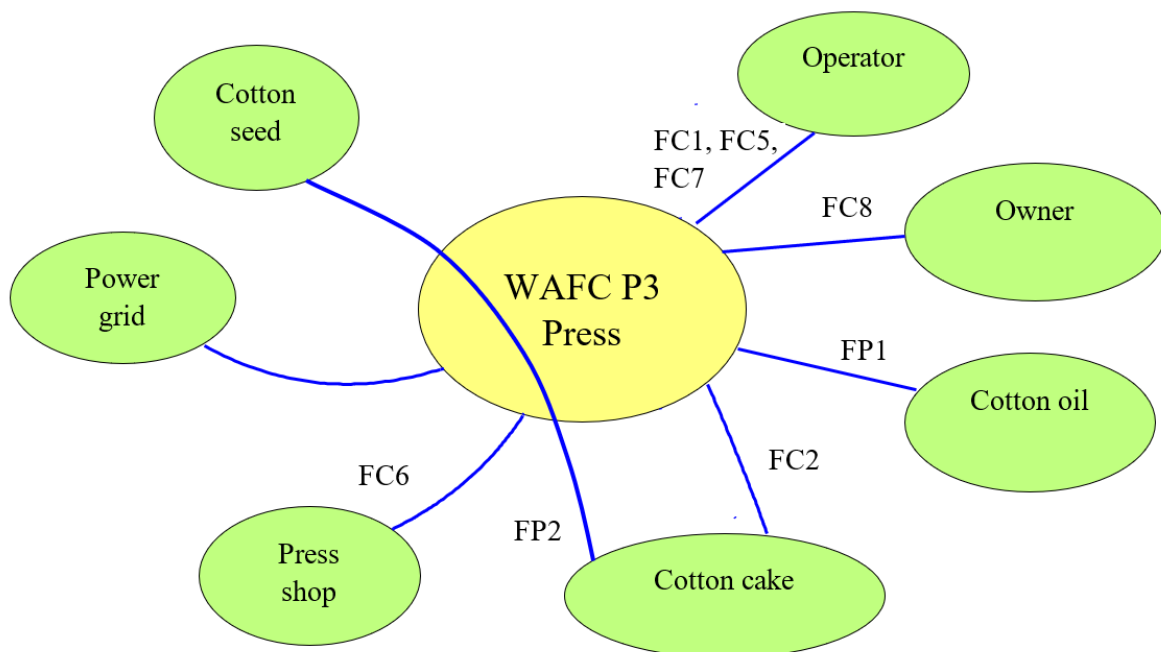 Operator
Cotton
seed
FC1, FC5,
FC7
FC8
Owner
Power
grid
WAFC P3
Press
FP1
Cotton oil
FC2
FC6
FP2
Press
shop
Cotton cake